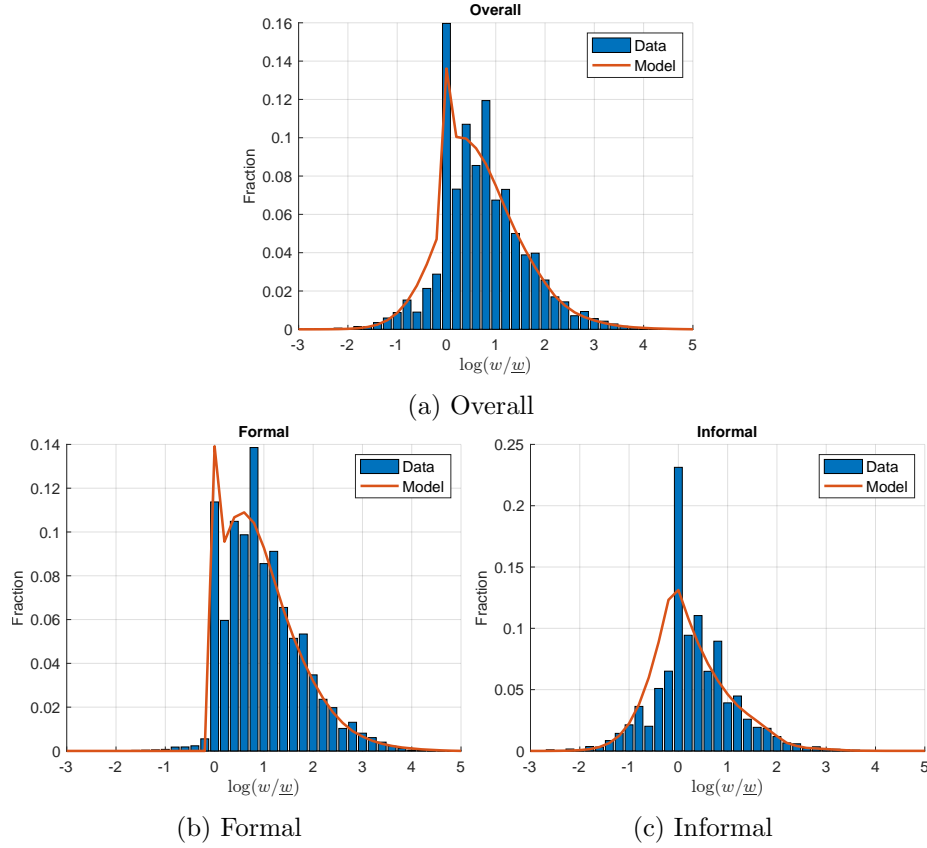 Overall
0.16
0.14
0.12
0.1
0.08
0.06
0.04
0.02
0
Fraction
Data
Model
-3 -2 -1 0 1 2 3 4 5
log(w/w)
(a) Overall
Formal
0.14
0.12
0.1
0.08
0.06
0.04
0.02
0
Fraction
Data
Model
-3 -2 -1 0 1 2 3 4 5
log(w/w)
(b) Formal
Informal
0.25
0.2
0.15
0.1
0.05
0
Fraction
Data
Model
-3 -2 -1 0 1 2 3 4 5
log(w/w)
(c) Informal